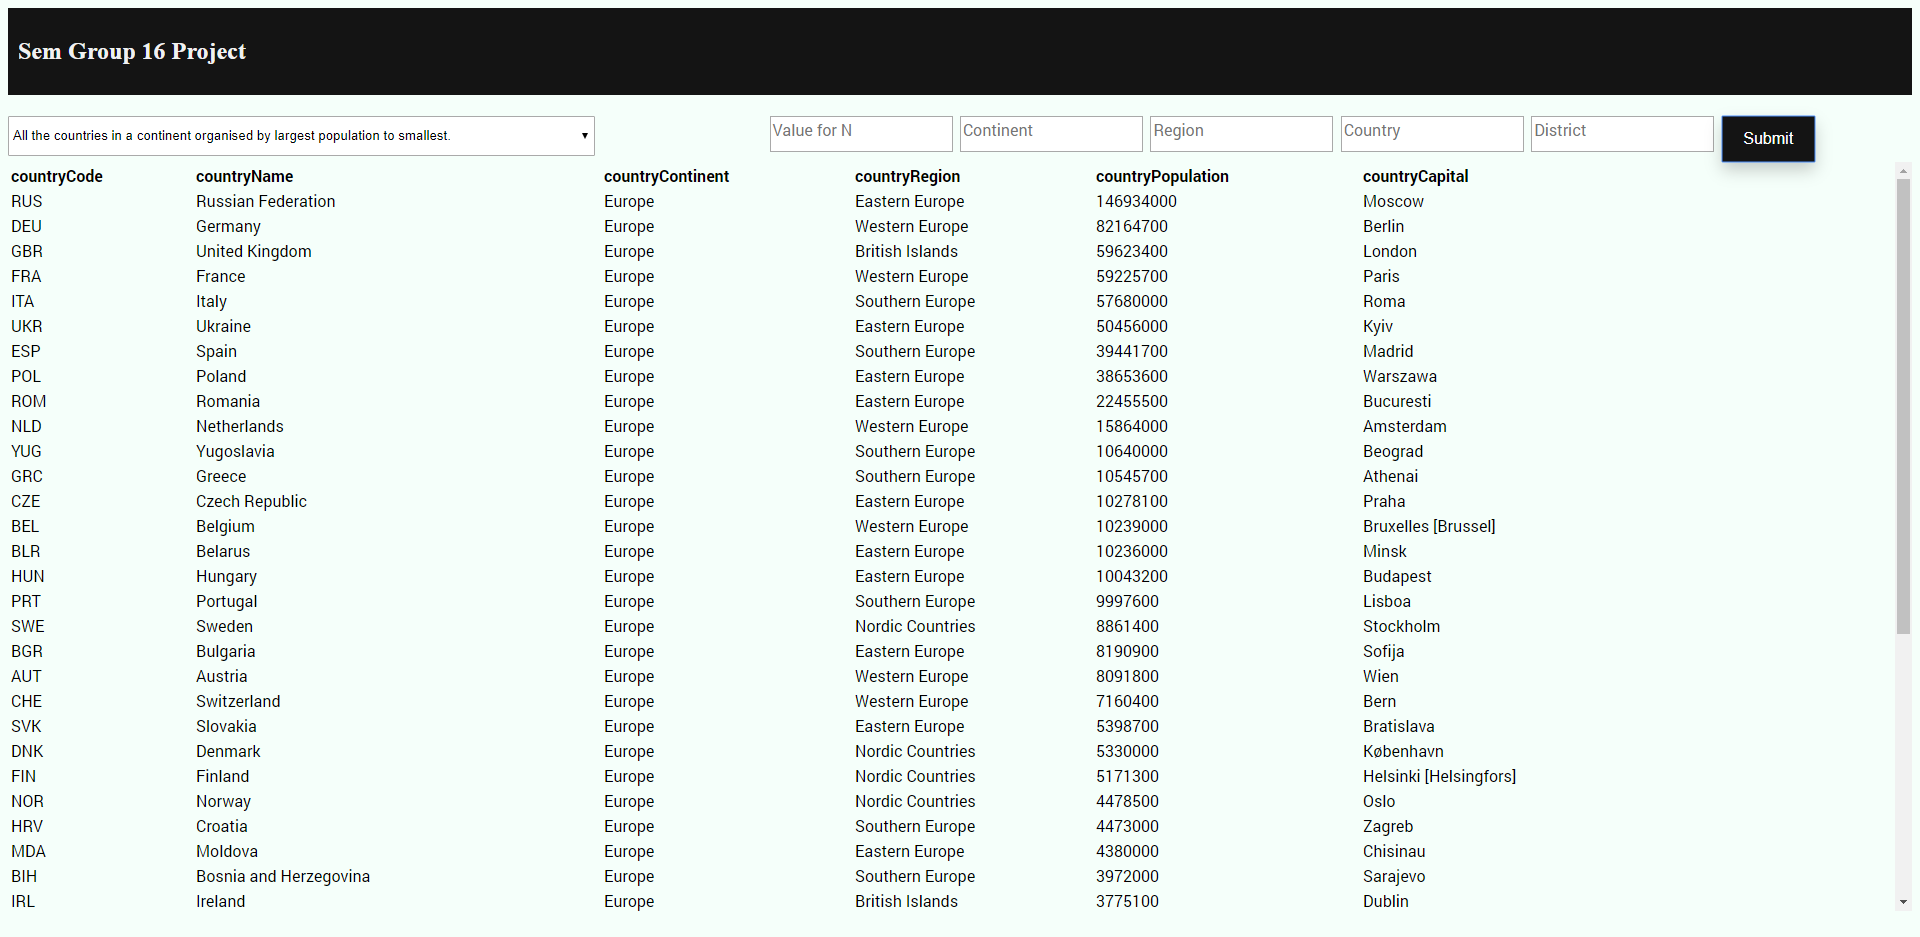 Sem Group 16 Project
All the countries in a continent organised by largest population to smallest. Value for N Continent Region Country District Submit
countryCode countryName countryContinent countryRegion countryPopulation countryCapital
RUS Russian Federation Europe Eastern Europe 146934000 Moscow
DEU Germany Europe Western Europe 82164700 Berlin
GBR United Kingdom Europe British Islands 59623400 London
FRA France Europe Western Europe 59225700 Paris
ITA Italy Europe Southern Europe 57680000 Roma
UKR Ukraine Europe Eastern Europe 50456000 Kyiv
ESP Spain Europe Southern Europe 39441700 Madrid
POL Poland Europe Eastern Europe 38653600 Warszawa
ROM Romania Europe Eastern Europe 22455500 Bucuresti
NLD Netherlands Europe Western Europe 15864000 Amsterdam
YUG Yugoslavia Europe Southern Europe 10640000 Beograd
GRC Greece Europe Southern Europe 10545700 Athenai
CZE Czech Republic Europe Eastern Europe 10278100 Praha
BEL Belgium Europe Western Europe 10239000 Bruxelles [Brussel]
BLR Belarus Europe Eastern Europe 10236000 Minsk
HUN Hungary Europe Eastern Europe 10043200 Budapest
PRT Portugal Europe Southern Europe 9997600 Lisboa
SWE Sweden Europe Nordic Countries 8861400 Stockholm
BGR Bulgaria Europe Eastern Europe 8190900 Sofija
AUT Austria Europe Western Europe 8091800 Wien
CHE Switzerland Europe Western Europe 7160400 Bern
SVK Slovakia Europe Eastern Europe 5398700 Bratislava
DNK Denmark Europe Nordic Countries 5330000 København
FIN Finland Europe Nordic Countries 5171300 Helsinki [Helsingfors]
NOR Norway Europe Nordic Countries 4478500 Oslo
HRV Croatia Europe Southern Europe 4473000 Zagreb
MDA Moldova Europe Eastern Europe 4380000 Chisinau
BIH Bosnia and Herzegovina Europe Southern Europe 3972000 Sarajevo
IRL Ireland Europe British Islands 3775100 Dublin